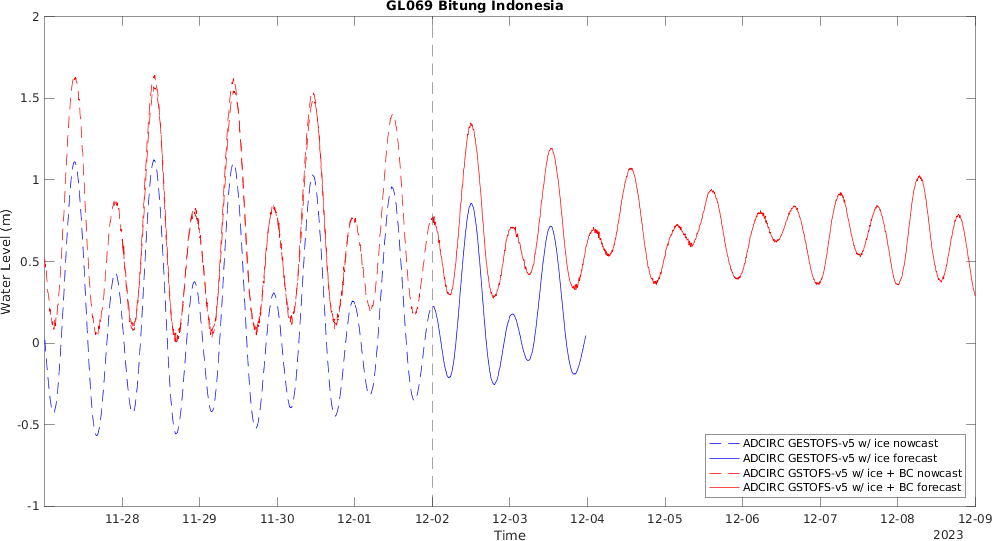 GL069 Bitung Indonesia
2
1.5
1
0.5
0
-0.5
-1
Water Level (m)
ADCIRC GESTOFS-v5 w/ ice nowcast
ADCIRC GESTOFS-v5 w/ ice forecast
ADCIRC GSTOFS-v5 w/ ice + BC nowcast
ADCIRC GSTOFS-v5 w/ ice + BC forecast
11-28 11-29 11-30 12-01 12-02 12-03 12-04 12-05 12-06 12-07 12-08 12-09
Time
2023